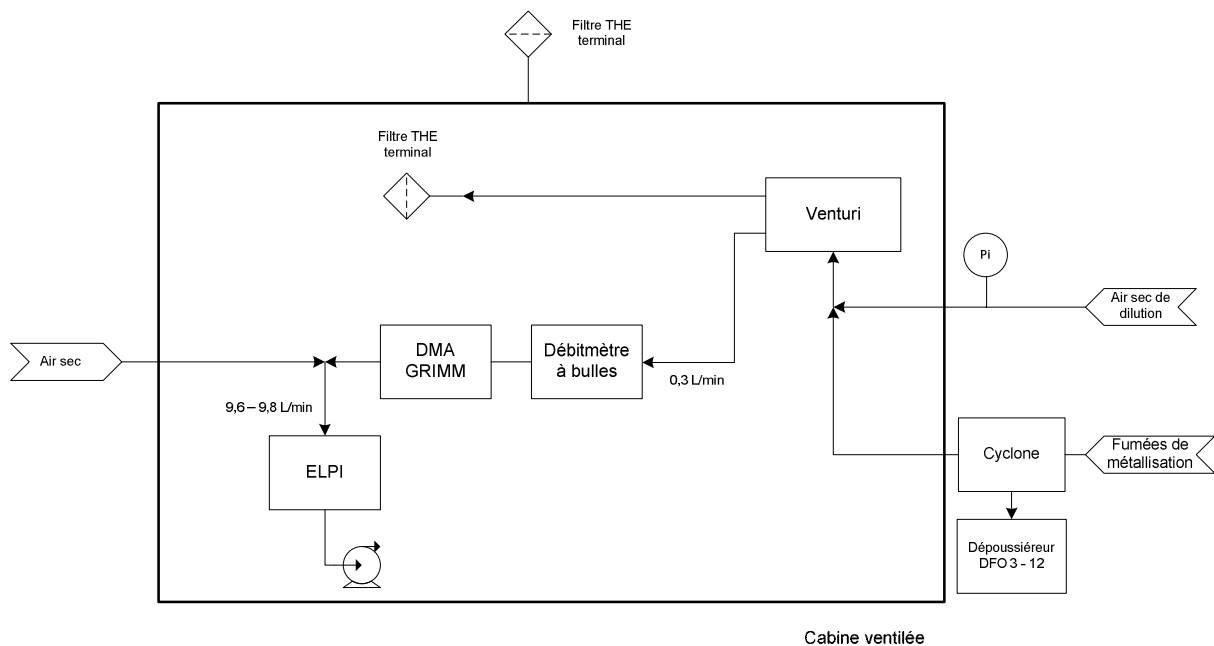 Filtre THE
terminal
Filtre THE
terminal
Venturi
Pi
Air sec de
dilution
Air sec
DMA
GRIMM
Débitmètre
à bulles
0,3 L/min
9,6 – 9,8 L/min
ELPI
Cyclone
Fumées de
métallisation
Dépoussiéreur
DFO 3 - 12
Cabine ventilée